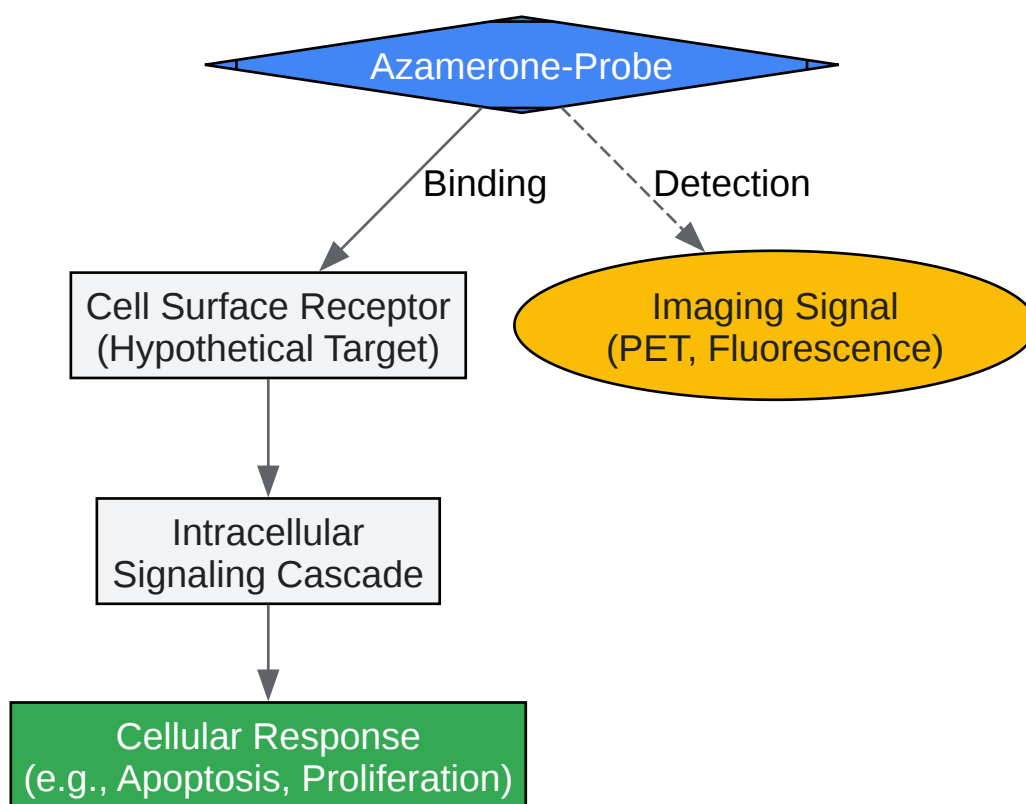 Azamerone-Probe
Binding
Detection
Cell Surface Receptor
(Hypothetical Target)
Imaging Signal
(PET, Fluorescence)
Intracellular
Signaling Cascade
Cellular Response
(e.g., Apoptosis, Proliferation)